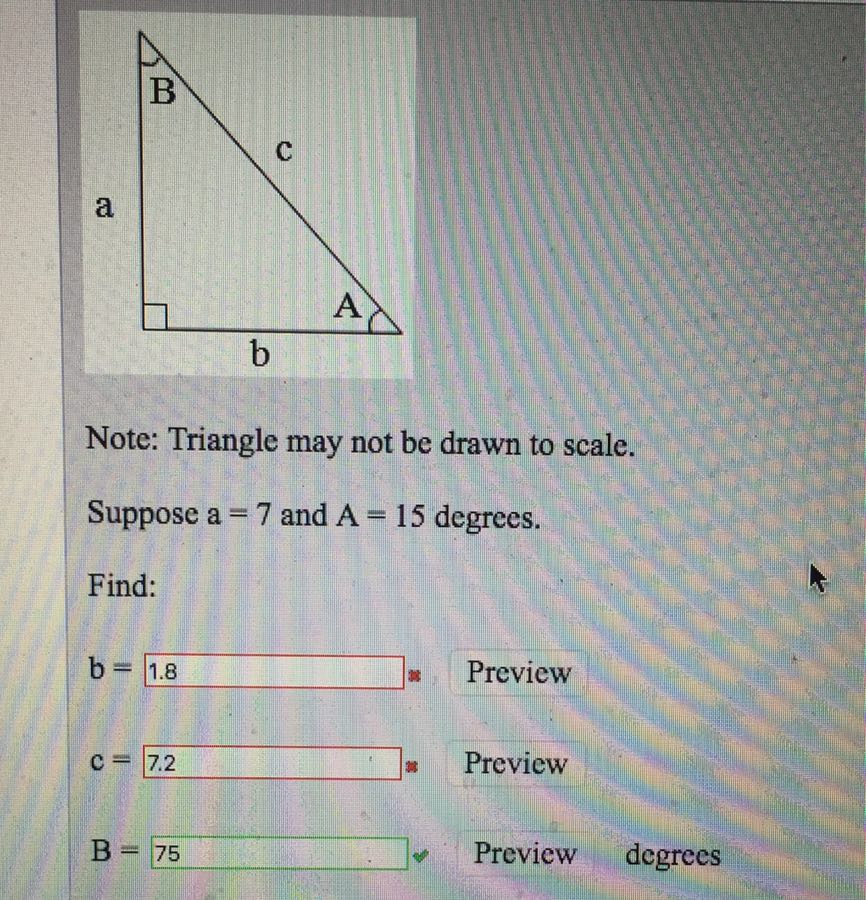 B
c
a
A
b
Note: Triangle may not be drawn to scale.
Suppose a = 7 and A = 15 degrees.
Find:
b = 1.8 Preview
c = 7.2 Preview
B = 75 Preview degrees